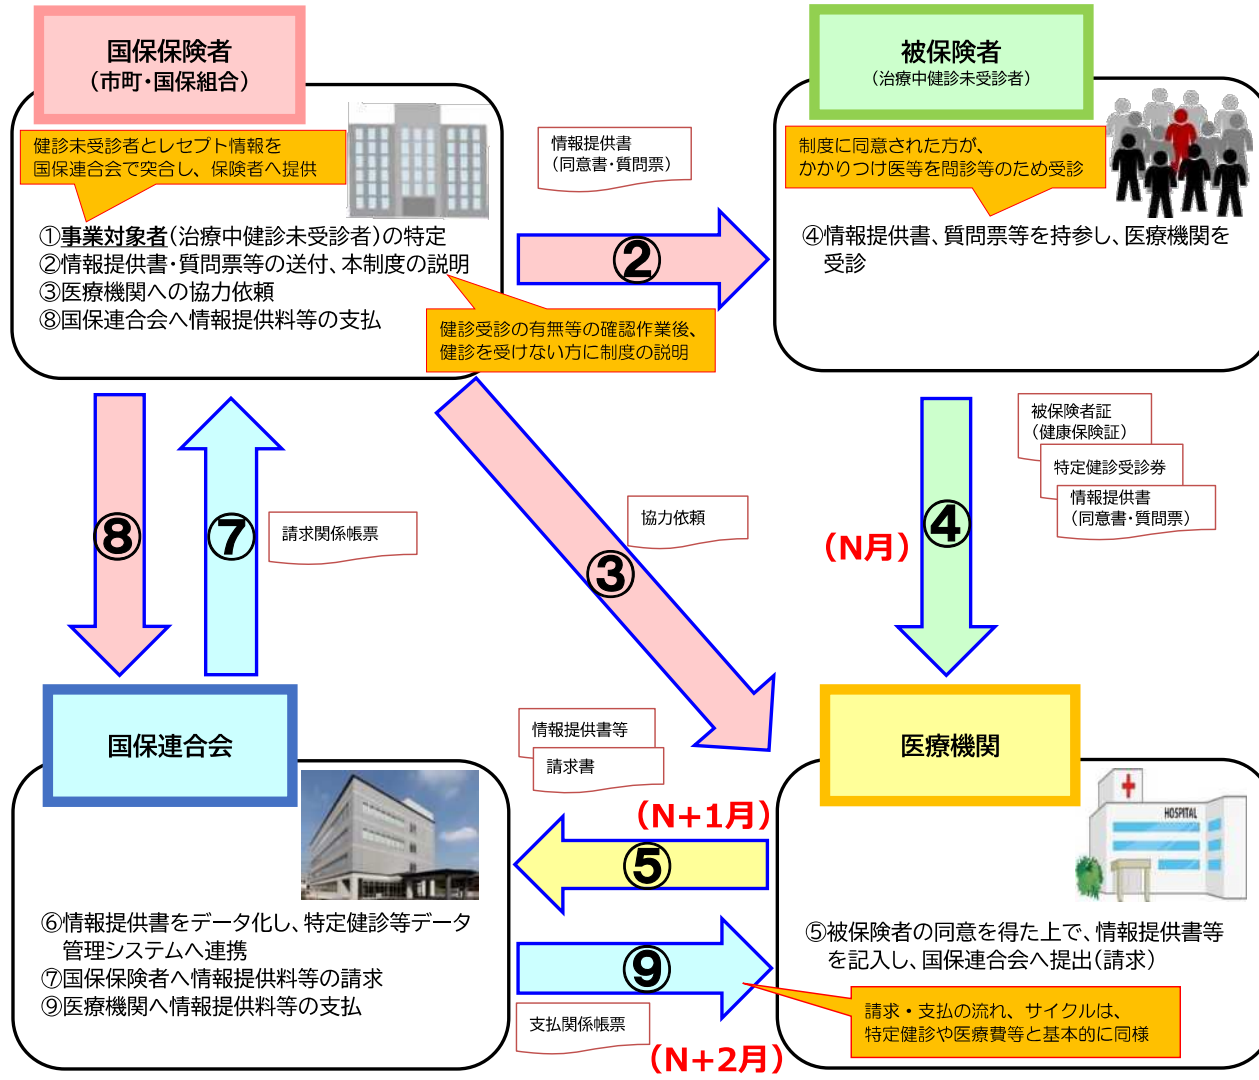 国保保険者
（市町・国保組合）
健診未受診者とレセプト情報を
国保連合会で突合し、保険者へ提供
①事業対象者(治療中健診未受診者)の特定
②情報提供書・質問票等の送付、本制度の説明
③医療機関への協力依頼
⑧国保連合会へ情報提供料等の支払
健診受診の有無等の確認作業後、
健診を受けない方に制度の説明
情報提供書
（同意書・質問票）
②
被保険者
（治療中健診未受診者）
制度に同意された方が、
かかりつけ医等を問診等のため受診
④情報提供書、質問票等を持参し、医療機関を
受診
⑧
⑦
請求関係帳票
協力依頼
③
（N月）
④
被保険者証
（健康保険証）
特定健診受診券
情報提供書
（同意書・質問票）
国保連合会
⑥情報提供書をデータ化し、特定健診等データ
管理システムへ連携
⑦国保保険者へ情報提供料等の請求
⑨医療機関へ情報提供料等の支払
情報提供書等
請求書
（N+1月）
⑤
⑨
支払関係帳票
（N+2月）
医療機関
HOSPITAL
⑤被保険者の同意を得た上で、情報提供書等
を記入し、国保連合会へ提出(請求)
請求・支払の流れ、サイクルは、
特定健診や医療費等と基本的に同様